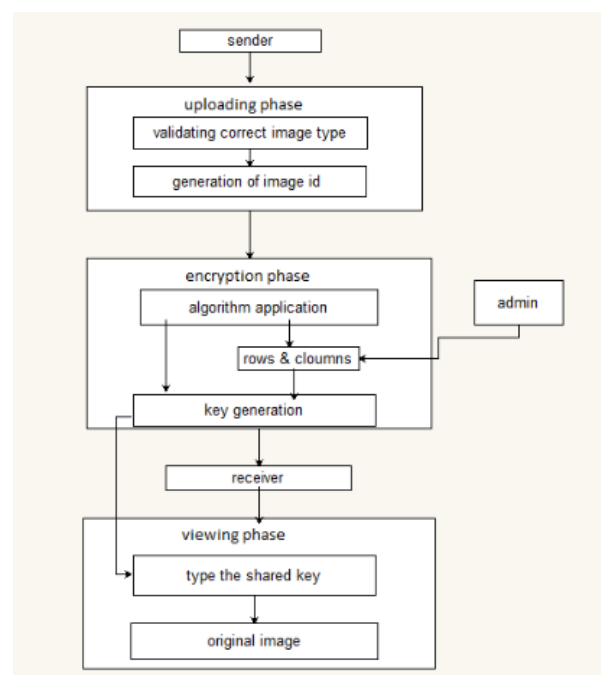 sender
uploading phase
validating correct image type
generation of image id
encryption phase
algorithm application
admin
rows & cloumns
key generation
receiver
viewing phase
type the shared key
original image